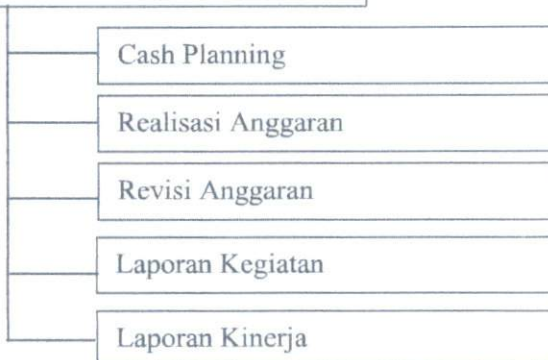 Cash Planning
Realisasi Anggaran
Revisi Anggaran
Laporan Kegiatan
Laporan Kinerja